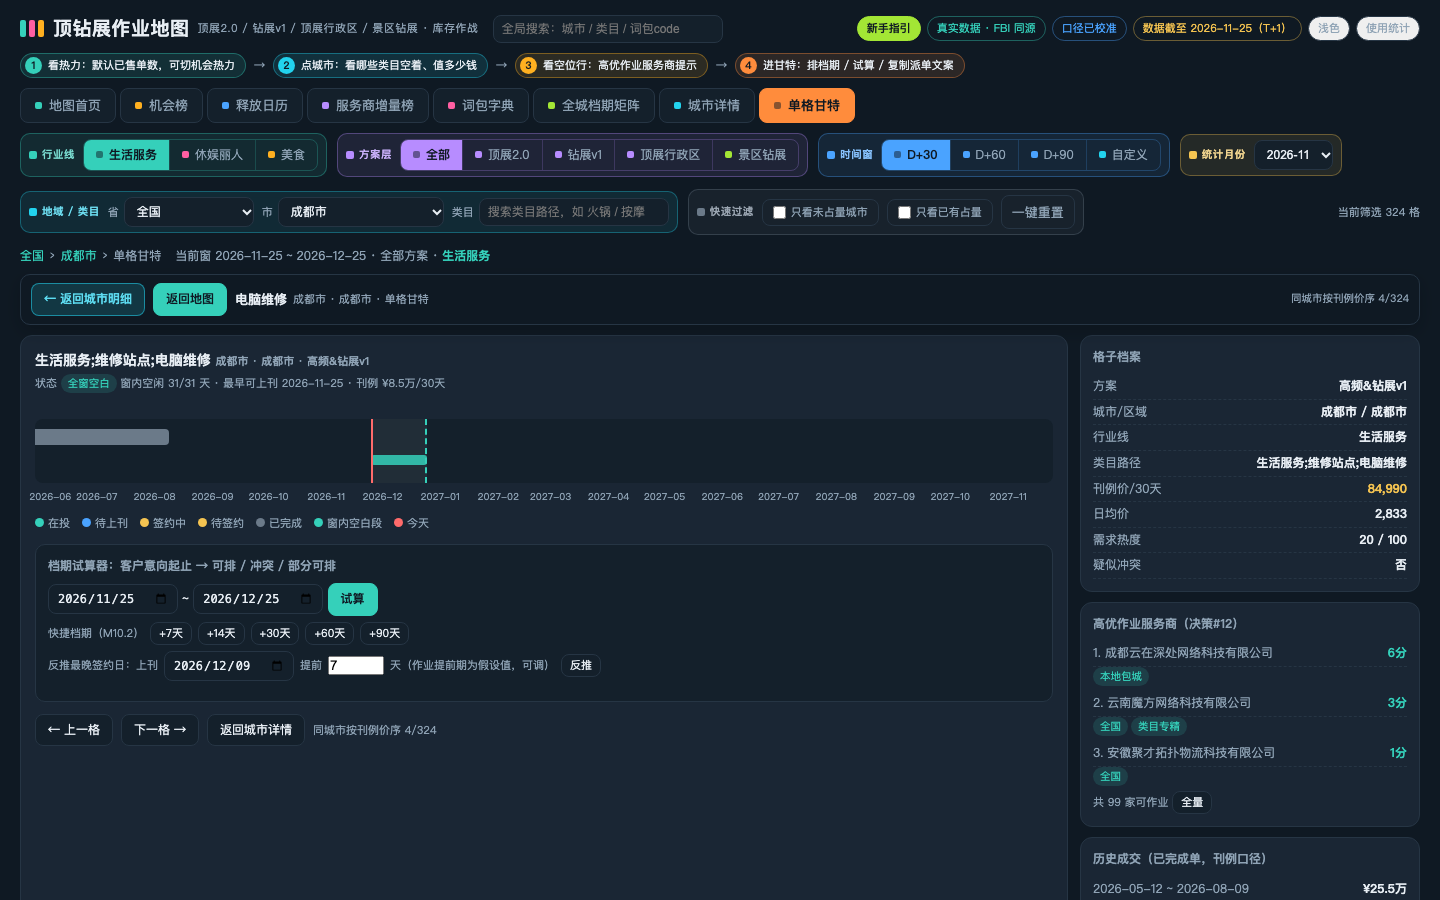 顶钻展作业地图 顶展2.0 / 钻展v1 / 顶展行政区 / 景区钻展 · 库存作战 全局搜索：城市 / 类目 / 词包code 新手指引 真实数据 · FBI 同源 口径已校准 数据截至 2026-11-25（T+1） 浅色 使用统计
1 看热力：默认已售单数，可切机会热力 → 2 点城市：看哪些类目空着、值多少钱 → 3 看空位行：高优作业服务商提示 → 4 进甘特：排档期 / 试算 / 复制派单文案
地图首页 机会榜 释放日历 服务商增量榜 词包字典 全城档期矩阵 城市详情 单格甘特
行业线 生活服务 休娱丽人 美食 方案层 全部 顶展2.0 钻展v1 顶展行政区 景区钻展 时间窗 D+30 D+60 D+90 自定义 统计月份 2026-11
地域 / 类目 省 全国 市 成都市 类目 搜索类目路径，如 火锅 / 按摩 快速过滤 只看未占量城市 只看已有占量 一键重置 当前筛选 324 格
全国 › 成都市 › 单格甘特 当前窗 2026-11-25 ~ 2026-12-25 · 全部方案 · 生活服务
← 返回城市明细 返回地图 电脑维修 成都市 · 成都市 · 单格甘特 同城市按刊例价序 4/324
生活服务;维修站点;电脑维修 成都市 · 成都市 · 高频&钻展v1
状态 全窗空白 窗内空闲 31/31 天 · 最早可上刊 2026-11-25 · 刊例 ¥8.5万/30天
2026-06 2026-07 2026-08 2026-09 2026-10 2026-11 2026-12 2027-01 2027-02 2027-03 2027-04 2027-05 2027-06 2027-07 2027-08 2027-09 2027-10 2027-11
在投 待上刊 签约中 待签约 已完成 窗内空白段 今天
档期试算器：客户意向起止 → 可排 / 冲突 / 部分可排
2026/11/25 ~ 2026/12/25 试算
快捷档期（M10.2） +7天 +14天 +30天 +60天 +90天
反推最晚签约日：上刊 2026/12/09 提前 7 天（作业提前期为假设值，可调） 反推
← 上一格 下一格 → 返回城市详情 同城市按刊例价序 4/324
格子档案
方案 高频&钻展v1
城市/区域 成都市 / 成都市
行业线 生活服务
类目路径 生活服务;维修站点;电脑维修
刊例价/30天 84,990
日均价 2,833
需求热度 20 / 100
疑似冲突 否
高优作业服务商（决策#12）
1. 成都云在深处网络科技有限公司 6分
本地包城
2. 云南魔方网络科技有限公司 3分
全国 类目专精
3. 安徽聚才拓扑物流科技有限公司 1分
全国
共 99 家可作业 全量
历史成交（已完成单，刊例口径）
2026-05-12 ~ 2026-08-09 ¥25.5万